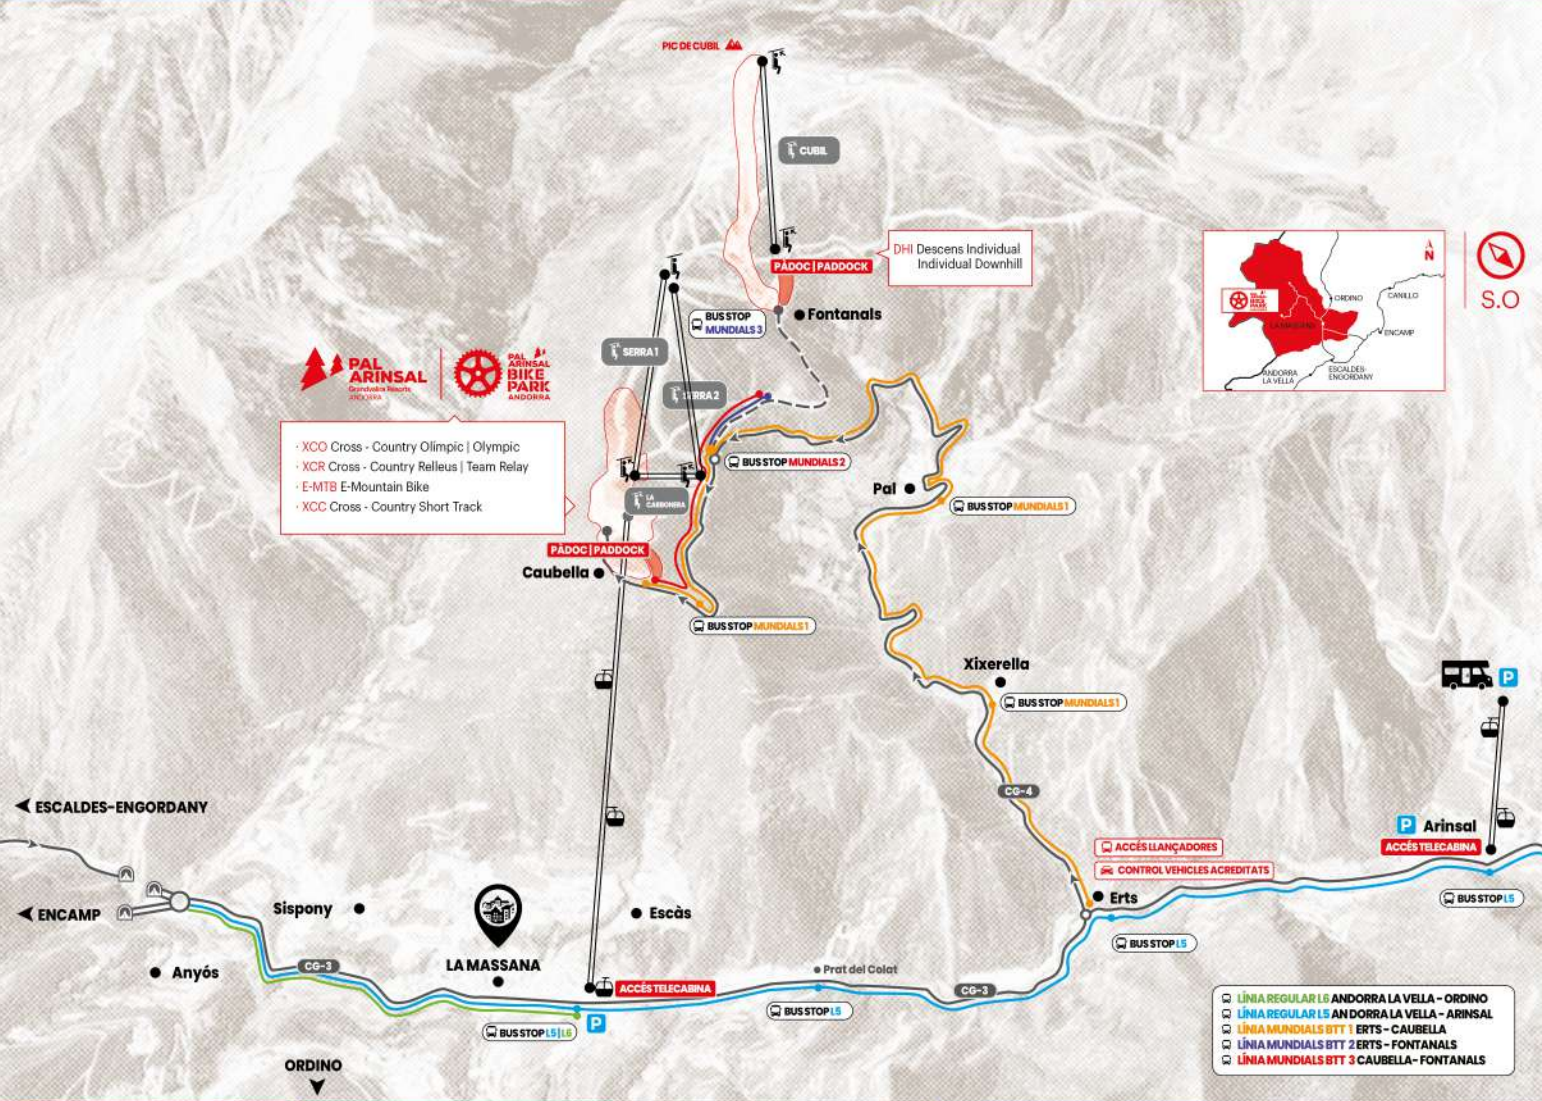 PIC DE CUBIL
CUBIL
DHI Descens Individual
Individual Downhill
PÀDOC | PADDOCK
Fontanals
BUS STOP
MUNDIALS 3
SERRA 1
SERRA 2
PAL
ARINSAL
Grandvalira Resorts
ANDORRA
PAL
ARINSAL
BIKE
PARK
ANDORRA
· XCO Cross - Country Olímpic | Olympic
· XCR Cross - Country Relleus | Team Relay
· E-MTB E-Mountain Bike
· XCC Cross - Country Short Track
BUS STOP MUNDIALS 2
LA
CABONERA
PÀDOC | PADDOCK
Caubella
BUS STOP MUNDIALS 1
Pal
BUS STOP MUNDIALS 1
Xixerella
BUS STOP MUNDIALS 1
CG-4
N
S.O
PAL
ARINSAL
BIKE
PARK
ORDINO
CANILLO
LA MASSANA
ENCAMP
ESCALDES-
ENGORDANY
ANDORRA
LA VELLA
P
P Arinsal
ACCÉS TELECABINA
BUS STOP L5
ACCÉS LLANÇADORES
CONTROL VEHICLES ACREDITATS
Erts
BUS STOP L5
ESCALDES-ENGORDANY
ENCAMP
Sispony
Anyós
CG-3
LA MASSANA
Escàs
ACCÉS TELECABINA
P
BUS STOP L5 | L6
Prat del Colat
BUS STOP L5
CG-3
ORDINO
LÍNIA REGULAR L6 ANDORRA LA VELLA - ORDINO
LÍNIA REGULAR L5 ANDORRA LA VELLA - ARINSAL
LÍNIA MUNDIALS BTT 1 ERTS - CAUBELLA
LÍNIA MUNDIALS BTT 2 ERTS - FONTANALS
LÍNIA MUNDIALS BTT 3 CAUBELLA- FONTANALS